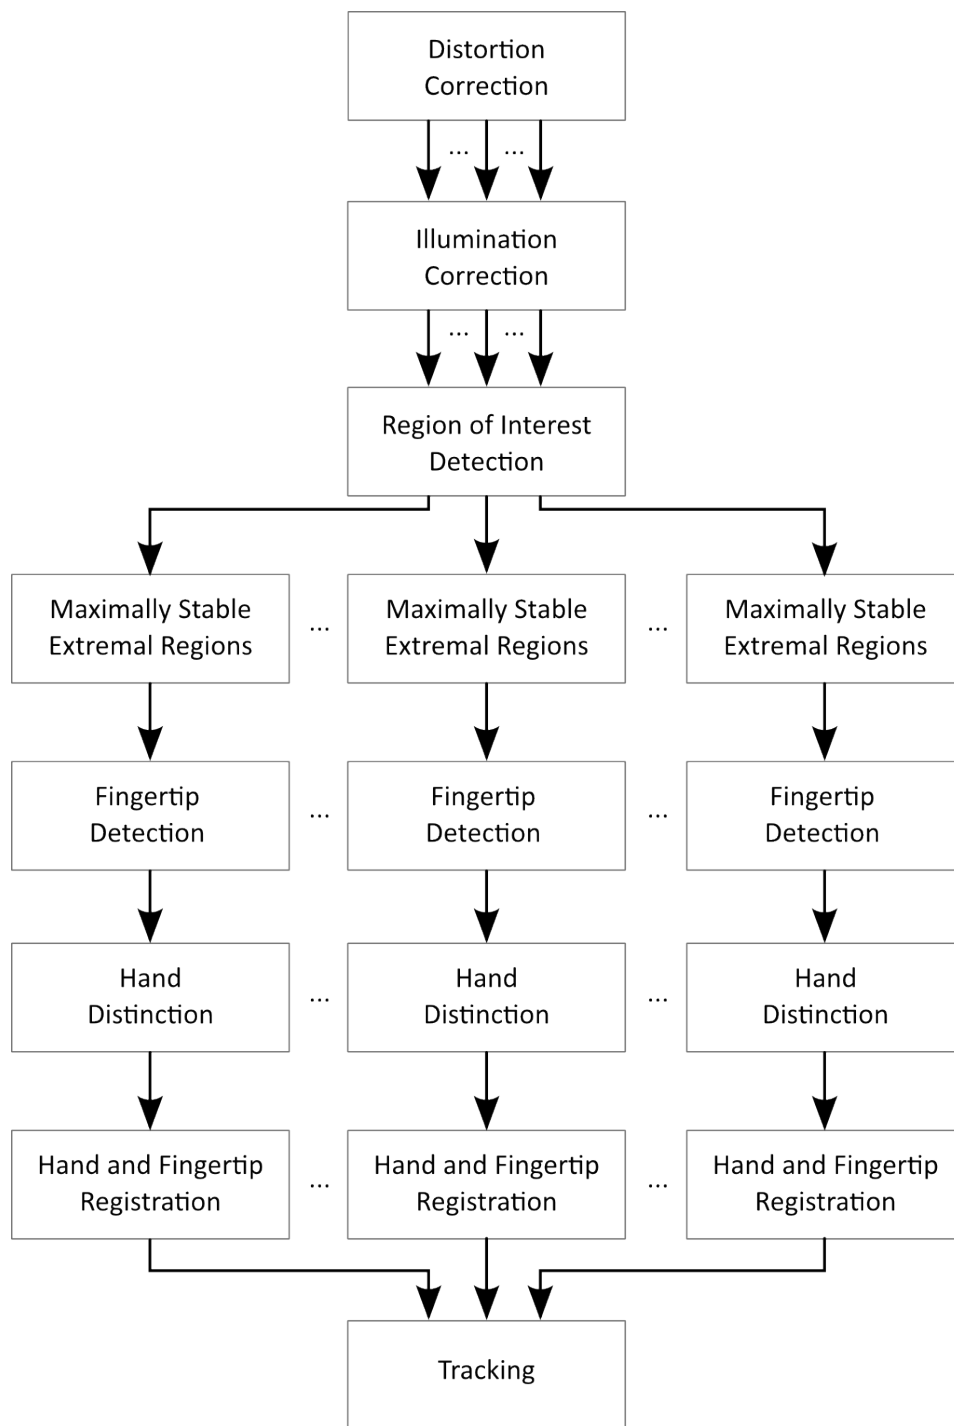 Distortion
Correction
... ...
Illumination
Correction
... ...
Region of Interest
Detection
Maximally Stable
Extremal Regions
...
Maximally Stable
Extremal Regions
...
Maximally Stable
Extremal Regions
Fingertip
Detection
...
Fingertip
Detection
...
Fingertip
Detection
Hand
Distinction
...
Hand
Distinction
...
Hand
Distinction
Hand and Fingertip
Registration
...
Hand and Fingertip
Registration
...
Hand and Fingertip
Registration
Tracking